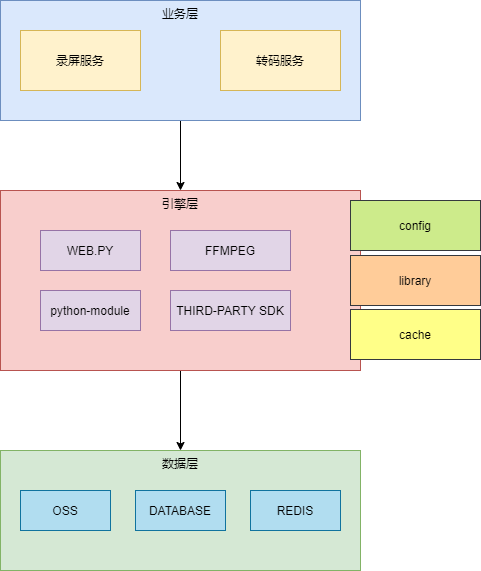 业务层
录屏服务
转码服务
引擎层
WEB.PY
FFMPEG
python-module
THIRD-PARTY SDK
config
library
cache
数据层
OSS
DATABASE
REDIS